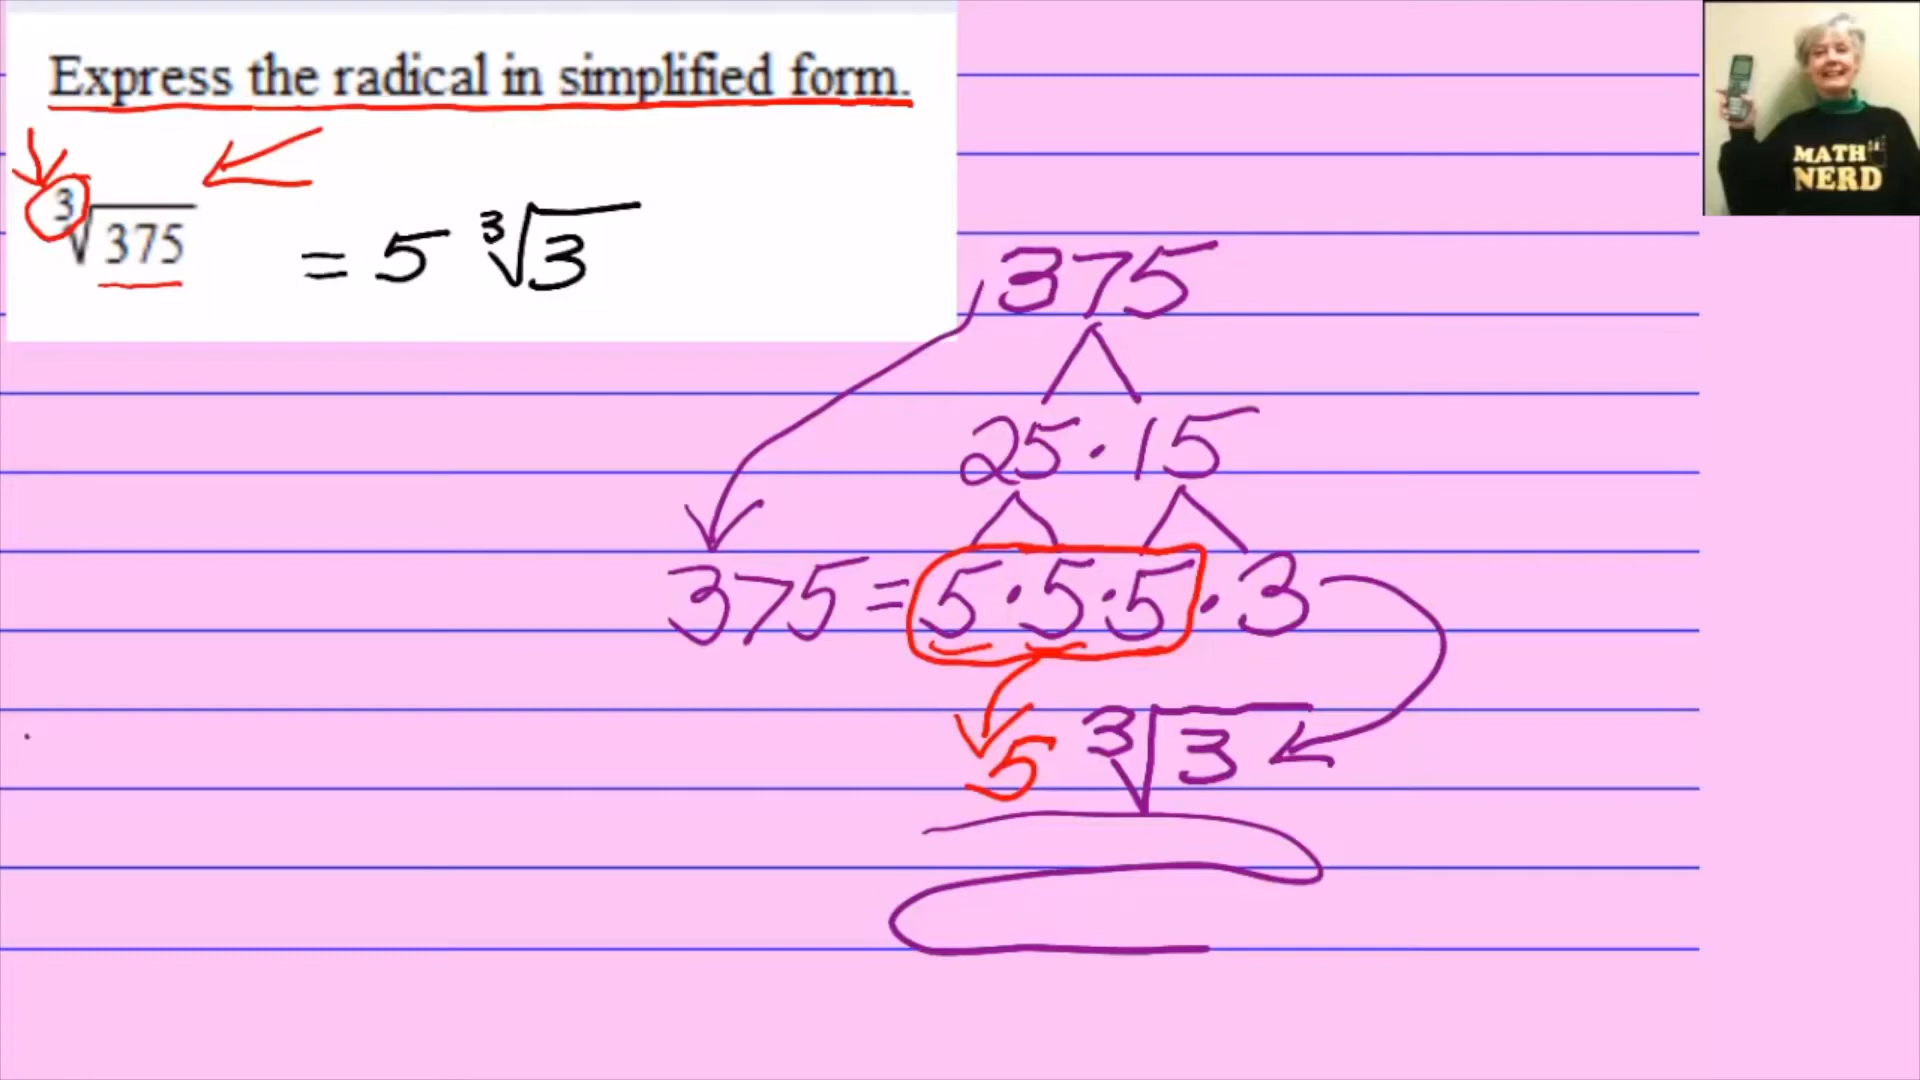 Express the radical in simplified form.
∛375 = 5 ∛3
375
25·15
375=5·5·5·3
5 ∛3
MATH
NERD